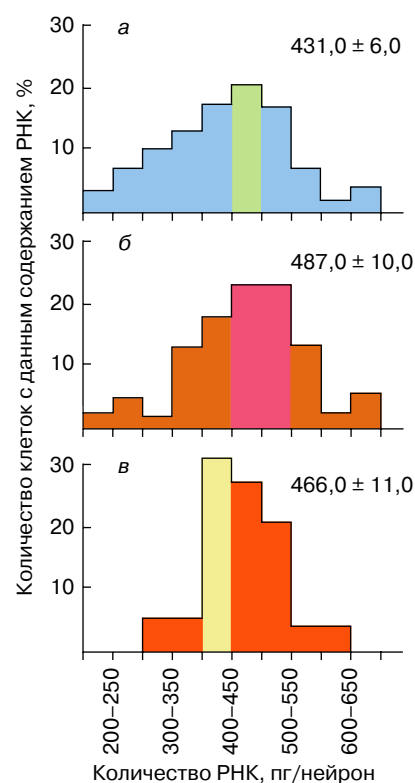 Количество клеток с данным содержанием РНК, %
30
а
431,0 ± 6,0
20
10
30
б
487,0 ± 10,0
20
10
30
в
466,0 ± 11,0
20
10
200–250
300–350
400–450
500–550
600–650
Количество РНК, пг/нейрон